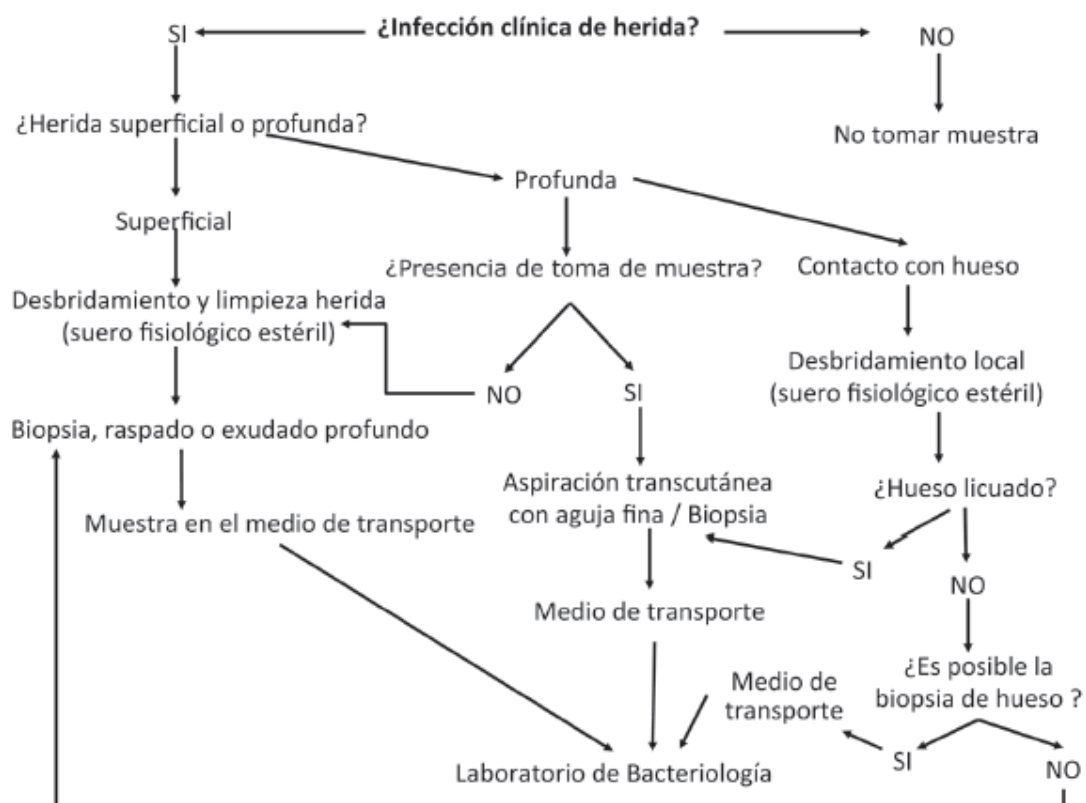 ¿Infección clínica de herida?
SI
NO
¿Herida superficial o profunda?
No tomar muestra
Profunda
Superficial
¿Presencia de toma de muestra?
Contacto con hueso
Desbridamiento y limpieza herida
(suero fisiológico estéril)
Desbridamiento local
(suero fisiológico estéril)
NO
SI
Biopsia, raspado o exudado profundo
Aspiración transcutánea
con aguja fina / Biopsia
¿Hueso licuado?
Muestra en el medio de transporte
SI
NO
Medio de transporte
¿Es posible la
biopsia de hueso ?
Medio de
transporte
SI
NO
Laboratorio de Bacteriología